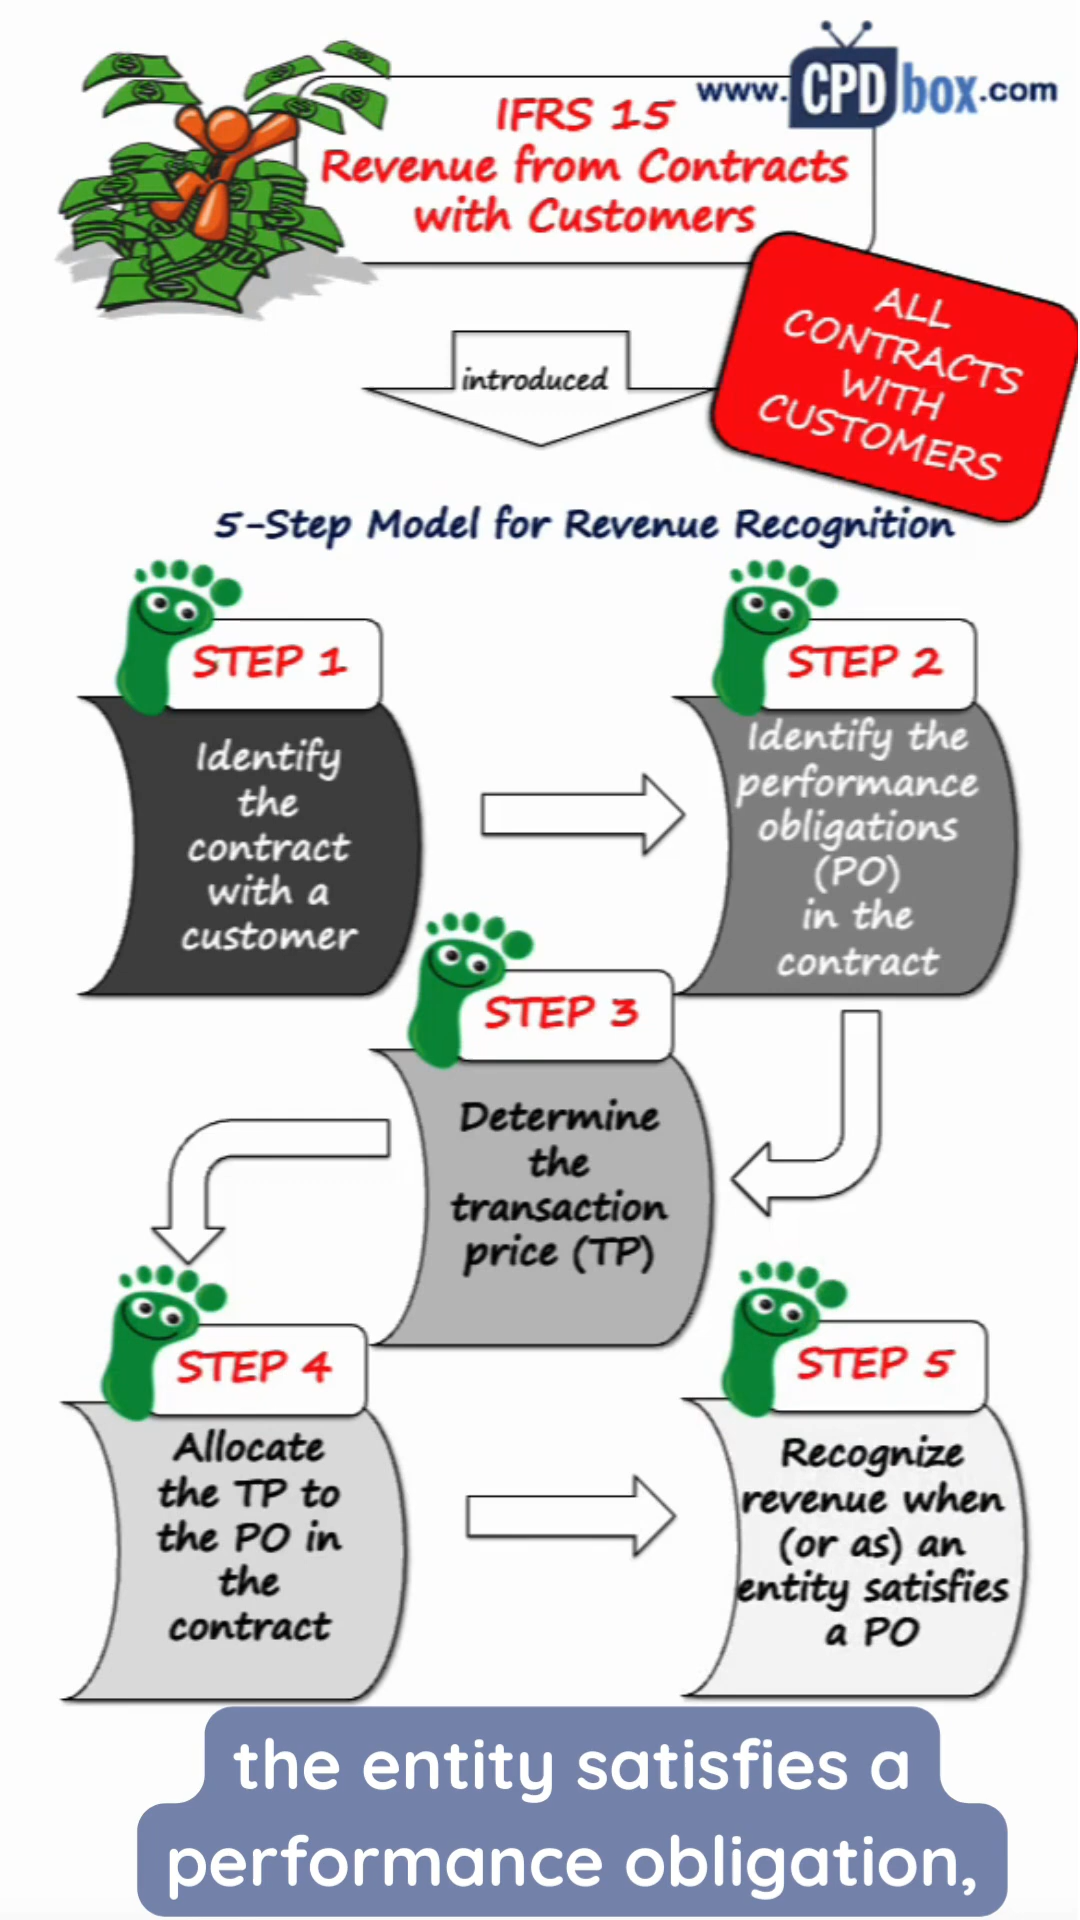 www.CPDbox.com
IFRS 15
Revenue from Contracts
with Customers
ALL
CONTRACTS
WITH
CUSTOMERS
introduced
5-Step Model for Revenue Recognition
STEP 1
Identify
the
contract
with a
customer
STEP 2
Identify the
performance
obligations
(PO)
in the
contract
STEP 3
Determine
the
transaction
price (TP)
STEP 4
Allocate
the TP to
the PO in
the
contract
STEP 5
Recognize
revenue when
(or as) an
entity satisfies
a PO
the entity satisfies a
performance obligation,